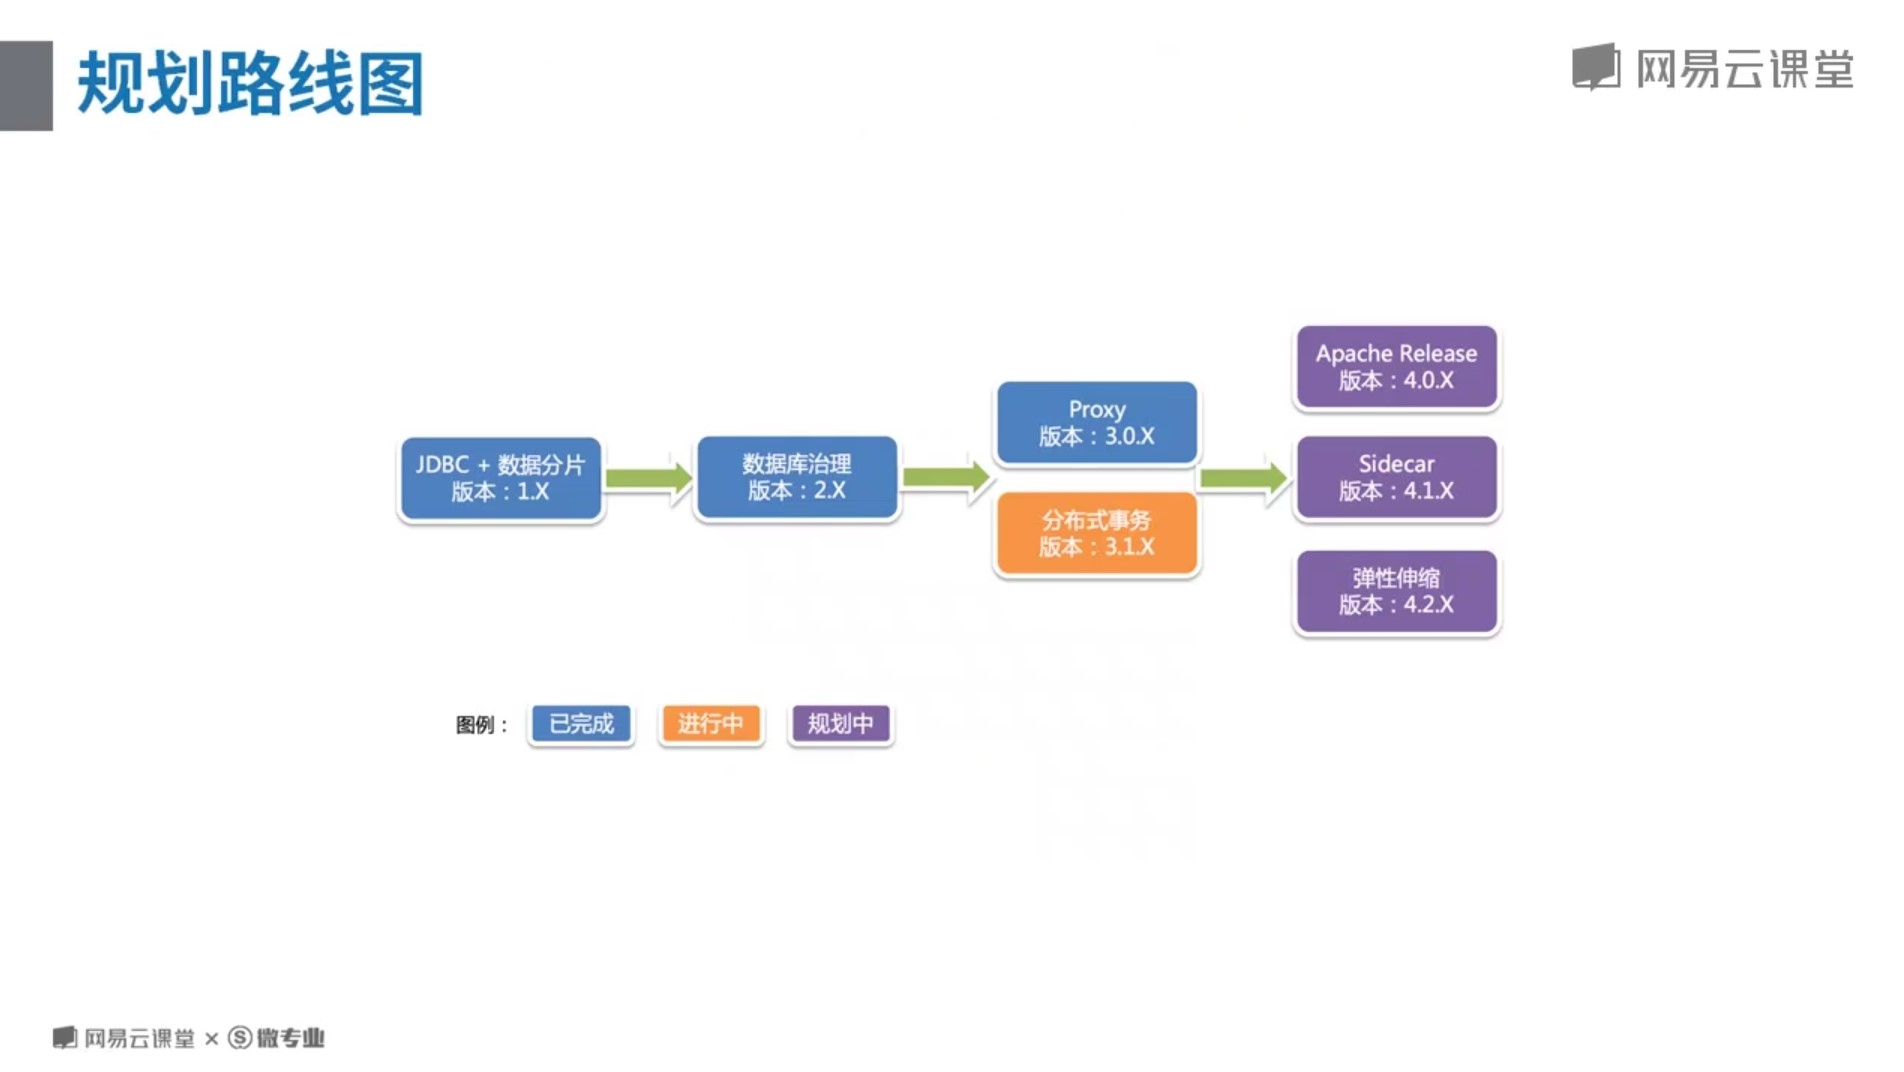 规划路线图
网易云课堂
JDBC + 数据分片
版本：1.X
数据库治理
版本：2.X
Proxy
版本：3.0.X
分布式事务
版本：3.1.X
Apache Release
版本：4.0.X
Sidecar
版本：4.1.X
弹性伸缩
版本：4.2.X
图例：
已完成
进行中
规划中
网易云课堂 × Ⓢ微专业